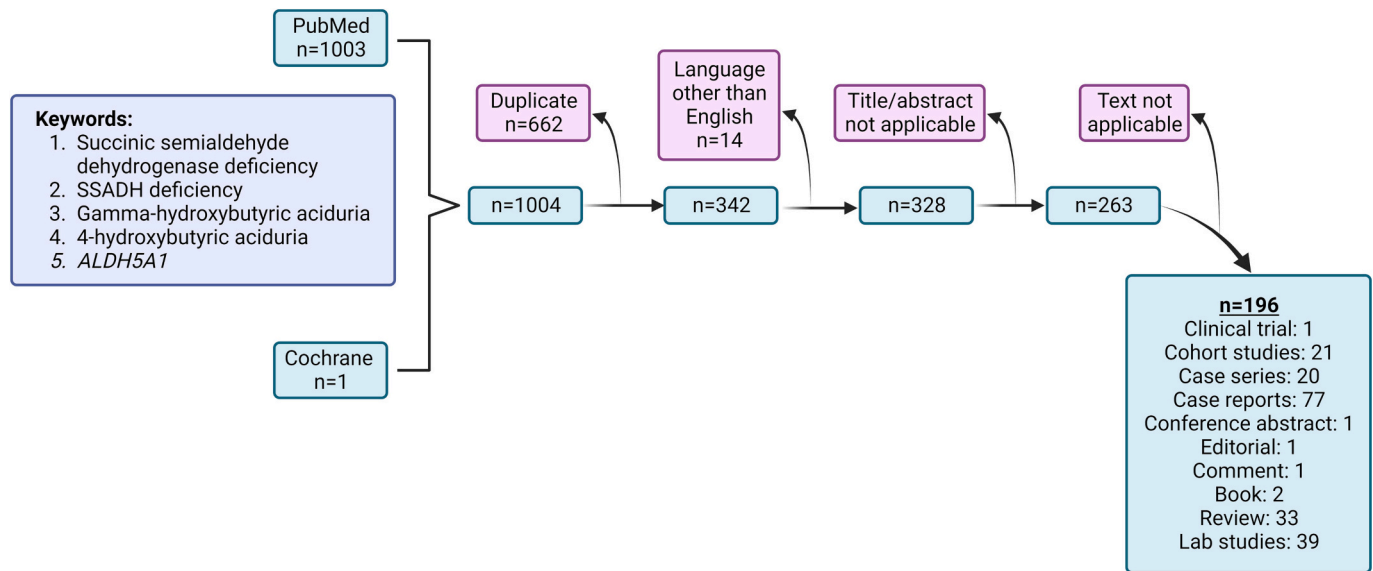 PubMed
n=1003
Keywords:
1. Succinic semialdehyde
dehydrogenase deficiency
2. SSADH deficiency
3. Gamma-hydroxybutyric aciduria
4. 4-hydroxybutyric aciduria
5. ALDH5A1
Cochrane
n=1
n=1004
Duplicate
n=662
n=342
Language
other than
English
n=14
n=328
Title/abstract
not applicable
n=263
Text not
applicable
n=196
Clinical trial: 1
Cohort studies: 21
Case series: 20
Case reports: 77
Conference abstract: 1
Editorial: 1
Comment: 1
Book: 2
Review: 33
Lab studies: 39